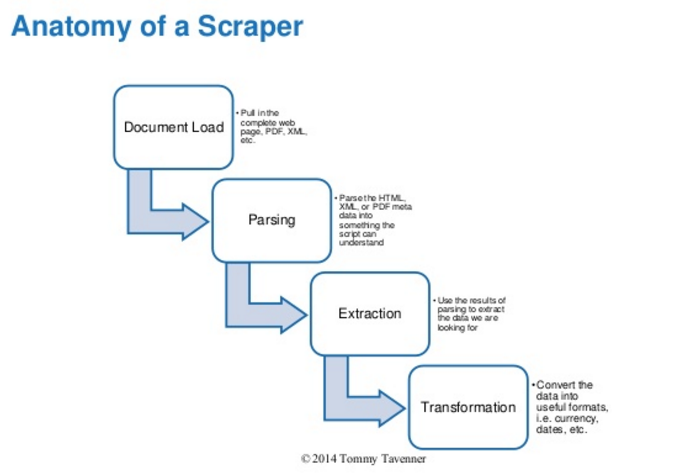 Anatomy of a Scraper
Document Load
• Pull in the
complete web
page, PDF, XML,
etc.
Parsing
• Parse the HTML,
XML, or PDF meta
data into
something the
script can
understand
Extraction
• Use the results of
parsing to extract
the data we are
looking for
Transformation
• Convert the
data into
useful formats,
i.e. currency,
dates, etc.
© 2014 Tommy Tavenner